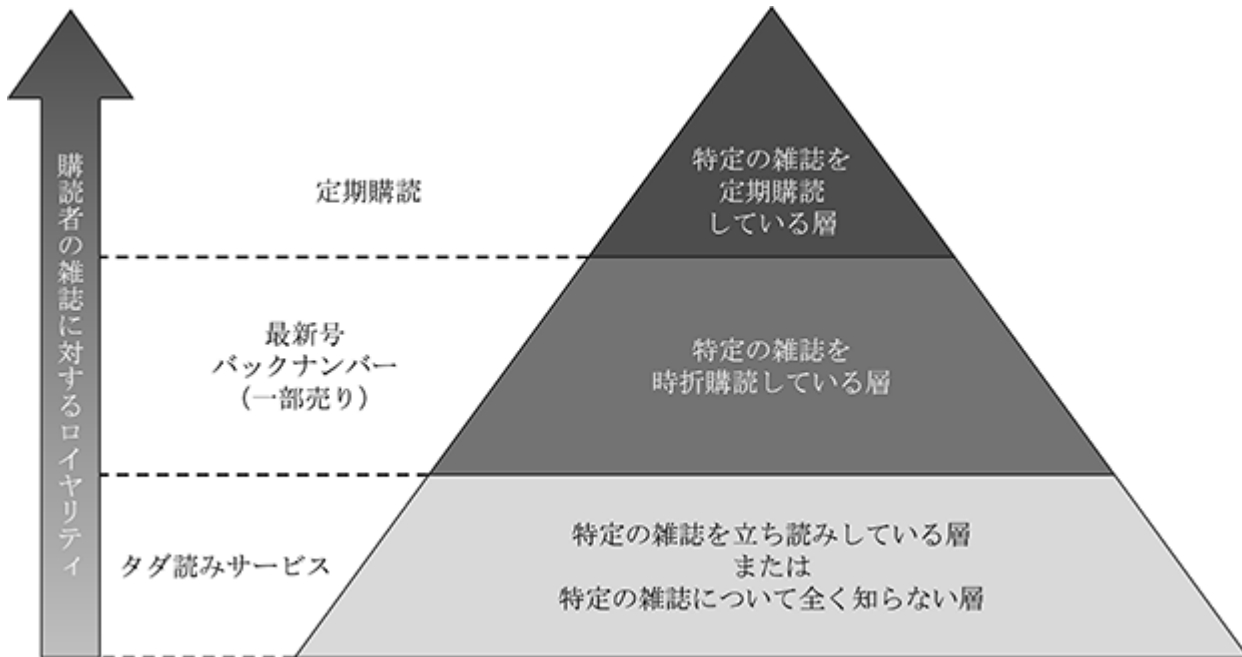 購読者の雑誌に対するロイヤリティ
定期購読
特定の雑誌を
定期購読
している層
最新号
バックナンバー
（一部売り）
特定の雑誌を
時折購読している層
タダ読みサービス
特定の雑誌を立ち読みしている層
または
特定の雑誌について全く知らない層